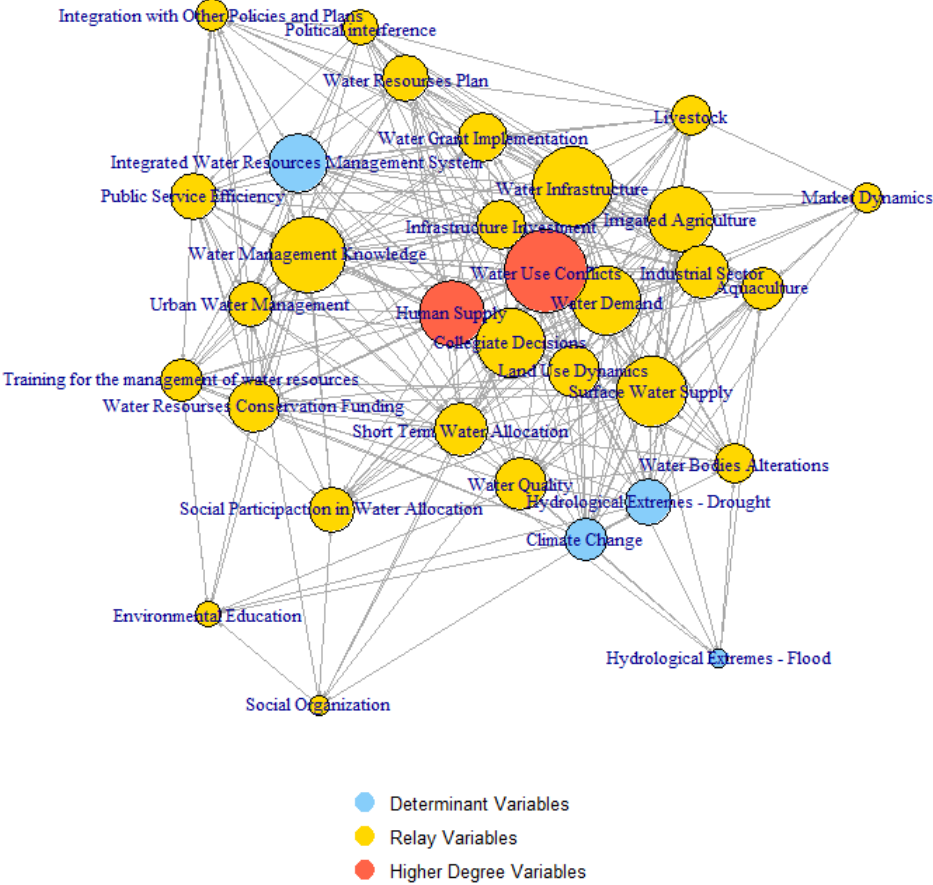 Integration with Other Policies and Plans
Political interference
Water Resourses Plan
Livestock
Water Grant Implementation
Integrated Water Resources Management System
Water Infrastructure
Public Service Efficiency
Market Dynamics
Irrigated Agriculture
Infrastructure Investment
Water Management Knowledge
Water Use Conflicts
Industrial Sector
Aquaculture
Urban Water Management
Water Demand
Human Supply
Collegiate Decisions
Land Use Dynamics
Training for the management of water resources
Surface Water Supply
Water Resourses Conservation Funding
Short Term Water Allocation
Water Bodies Alterations
Water Quality
Hydrological Extremes - Drought
Social Participaction in Water Allocation
Climate Change
Environmental Education
Hydrological Extremes - Flood
Social Organization
Determinant Variables
Relay Variables
Higher Degree Variables